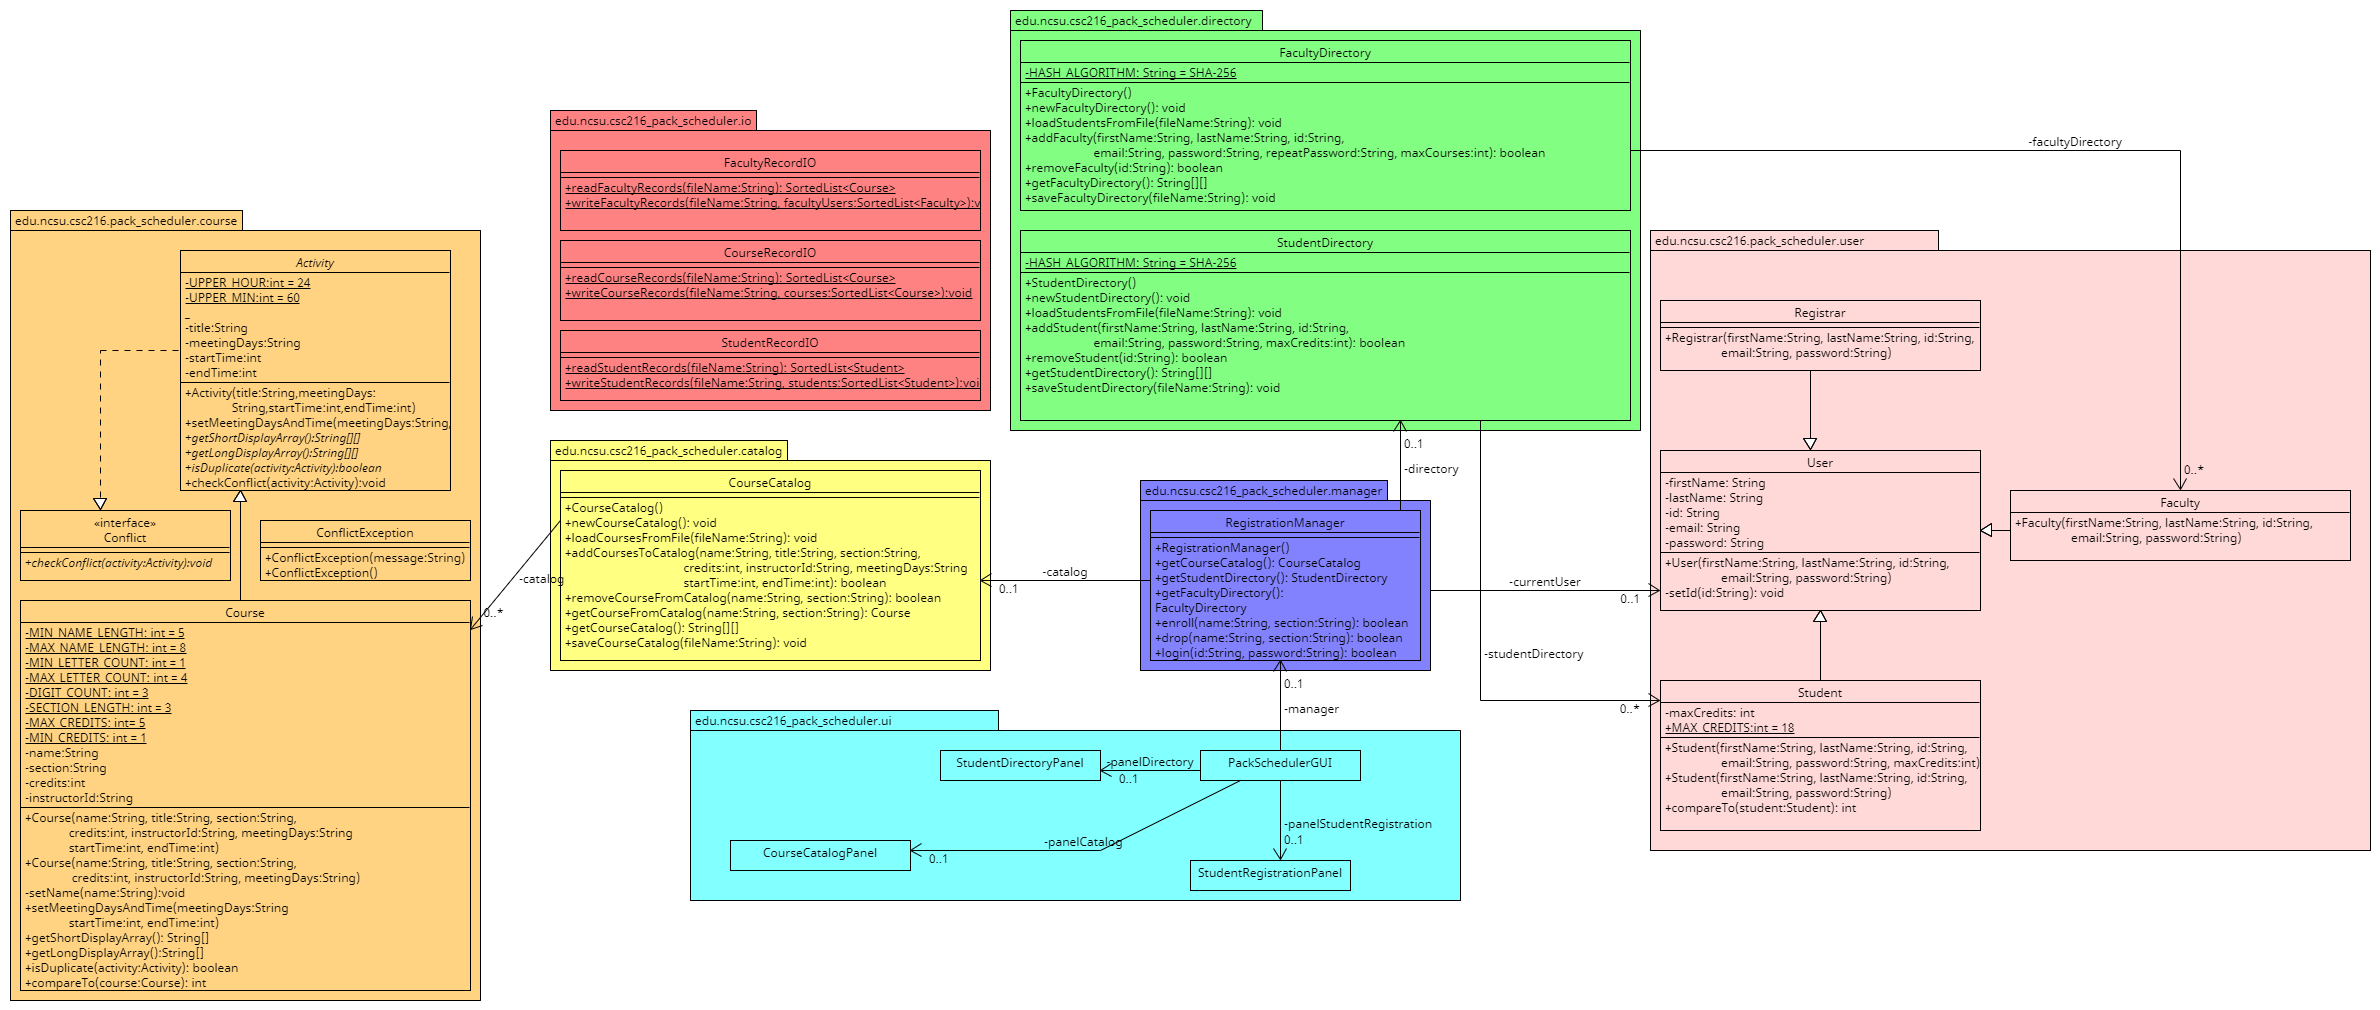 edu.ncsu.csc216.pack_scheduler.course
Activity
-UPPER_HOUR:int = 24
-UPPER_MIN:int = 60
_
-title:String
-meetingDays:String
-startTime:int
-endTime:int
+Activity(title:String,meetingDays:
String,startTime:int,endTime:int)
+setMeetingDaysAndTime(meetingDays:String,
+getShortDisplayArray():String[][]
+getLongDisplayArray():String[][]
+isDuplicate(activity:Activity):boolean
+checkConflict(activity:Activity):void
«interface»
Conflict
+checkConflict(activity:Activity):void
ConflictException
+ConflictException(message:String)
+ConflictException()
Course
-MIN_NAME_LENGTH: int = 5
-MAX_NAME_LENGTH: int = 8
-MIN_LETTER_COUNT: int = 1
-MAX_LETTER_COUNT: int = 4
-DIGIT_COUNT: int = 3
-SECTION_LENGTH: int = 3
-MAX_CREDITS: int= 5
-MIN_CREDITS: int = 1
-name:String
-section:String
-credits:int
-instructorId:String
+Course(name:String, title:String, section:String,
credits:int, instructorId:String, meetingDays:String
startTime:int, endTime:int)
+Course(name:String, title:String, section:String,
credits:int, instructorId:String, meetingDays:String)
-setName(name:String):void
+setMeetingDaysAndTime(meetingDays:String
startTime:int, endTime:int)
+getShortDisplayArray(): String[]
+getLongDisplayArray():String[]
+isDuplicate(activity:Activity): boolean
+compareTo(course:Course): int
edu.ncsu.csc216_pack_scheduler.io
FacultyRecordIO
+readFacultyRecords(fileName:String): SortedList<Course>
+writeFacultyRecords(fileName:String, facultyUsers:SortedList<Faculty>):v
CourseRecordIO
+readCourseRecords(fileName:String): SortedList<Course>
+writeCourseRecords(fileName:String, courses:SortedList<Course>):void
StudentRecordIO
+readStudentRecords(fileName:String): SortedList<Student>
+writeStudentRecords(fileName:String, students:SortedList<Student>):voi
edu.ncsu.csc216_pack_scheduler.catalog
CourseCatalog
+CourseCatalog()
+newCourseCatalog(): void
+loadCoursesFromFile(fileName:String): void
+addCoursesToCatalog(name:String, title:String, section:String,
credits:int, instructorId:String, meetingDays:String
startTime:int, endTime:int): boolean
+removeCourseFromCatalog(name:String, section:String): boolean
+getCourseFromCatalog(name:String, section:String): Course
+getCourseCatalog(): String[][]
+saveCourseCatalog(fileName:String): void
-catalog
0..*
edu.ncsu.csc216_pack_scheduler.directory
FacultyDirectory
-HASH_ALGORITHM: String = SHA-256
+FacultyDirectory()
+newFacultyDirectory(): void
+loadStudentsFromFile(fileName:String): void
+addFaculty(firstName:String, lastName:String, id:String,
email:String, password:String, repeatPassword:String, maxCourses:int): boolean
+removeFaculty(id:String): boolean
+getFacultyDirectory(): String[][]
+saveFacultyDirectory(fileName:String): void
StudentDirectory
-HASH_ALGORITHM: String = SHA-256
+StudentDirectory()
+newStudentDirectory(): void
+loadStudentsFromFile(fileName:String): void
+addStudent(firstName:String, lastName:String, id:String,
email:String, password:String, maxCredits:int): boolean
+removeStudent(id:String): boolean
+getStudentDirectory(): String[][]
+saveStudentDirectory(fileName:String): void
-facultyDirectory
0..*
0..1
-directory
edu.ncsu.csc216_pack_scheduler.manager
RegistrationManager
+RegistrationManager()
+getCourseCatalog(): CourseCatalog
+getStudentDirectory(): StudentDirectory
+getFacultyDirectory():
FacultyDirectory
+enroll(name:String, section:String): boolean
+drop(name:String, section:String): boolean
+login(id:String, password:String): boolean
-catalog
0..1
-currentUser
0..1
-studentDirectory
0..*
0..1
-manager
edu.ncsu.csc216_pack_scheduler.ui
StudentDirectoryPanel
-panelDirectory
0..1
PackSchedulerGUI
-panelCatalog
0..1
CourseCatalogPanel
-panelStudentRegistration
0..1
StudentRegistrationPanel
edu.ncsu.csc216.pack_scheduler.user
Registrar
+Registrar(firstName:String, lastName:String, id:String,
email:String, password:String)
User
-firstName: String
-lastName: String
-id: String
-email: String
-password: String
+User(firstName:String, lastName:String, id:String,
email:String, password:String)
-setId(id:String): void
Faculty
+Faculty(firstName:String, lastName:String, id:String,
email:String, password:String)
Student
-maxCredits: int
+MAX_CREDITS:int = 18
+Student(firstName:String, lastName:String, id:String,
email:String, password:String, maxCredits:int)
+Student(firstName:String, lastName:String, id:String,
email:String, password:String)
+compareTo(student:Student): int